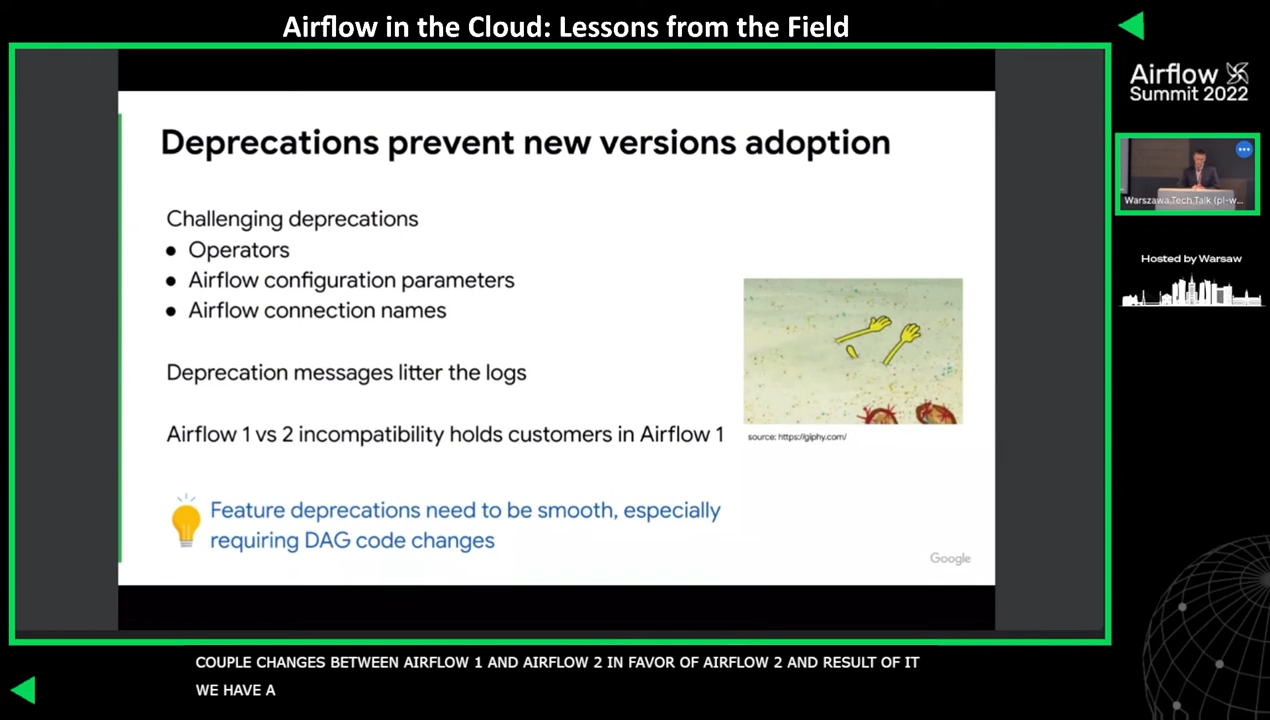 Airflow in the Cloud: Lessons from the Field
Airflow
Summit 2022
Deprecations prevent new versions adoption
Challenging deprecations
● Operators
● Airflow configuration parameters
● Airflow connection names
Deprecation messages litter the logs
Airflow 1 vs 2 incompatibility holds customers in Airflow 1
source: https://giphy.com/
Feature deprecations need to be smooth, especially
requiring DAG code changes
Google
Warszawa.Tech.Talk (pl-w...
Hosted by Warsaw
COUPLE CHANGES BETWEEN AIRFLOW 1 AND AIRFLOW 2 IN FAVOR OF AIRFLOW 2 AND RESULT OF IT
WE HAVE A